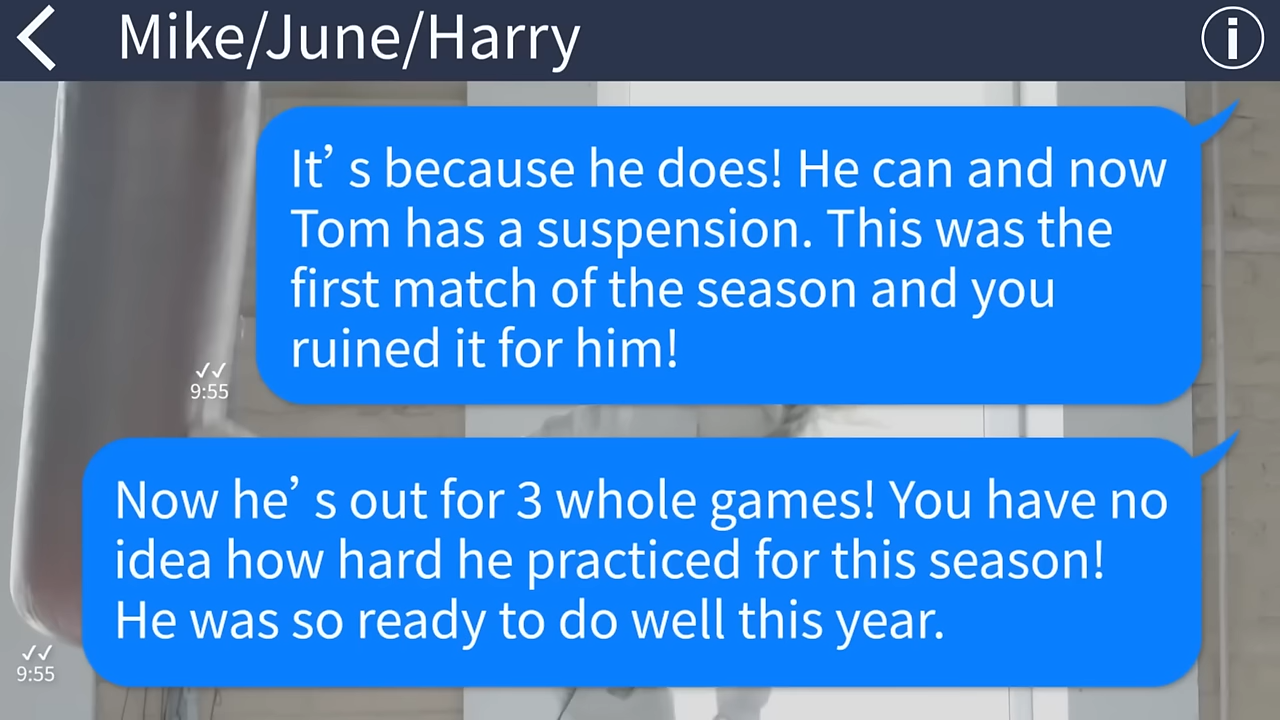 Mike/June/Harry
It’ s because he does! He can and now
Tom has a suspension. This was the
first match of the season and you
ruined it for him!
9:55
Now he’ s out for 3 whole games! You have no
idea how hard he practiced for this season!
He was so ready to do well this year.
9:55